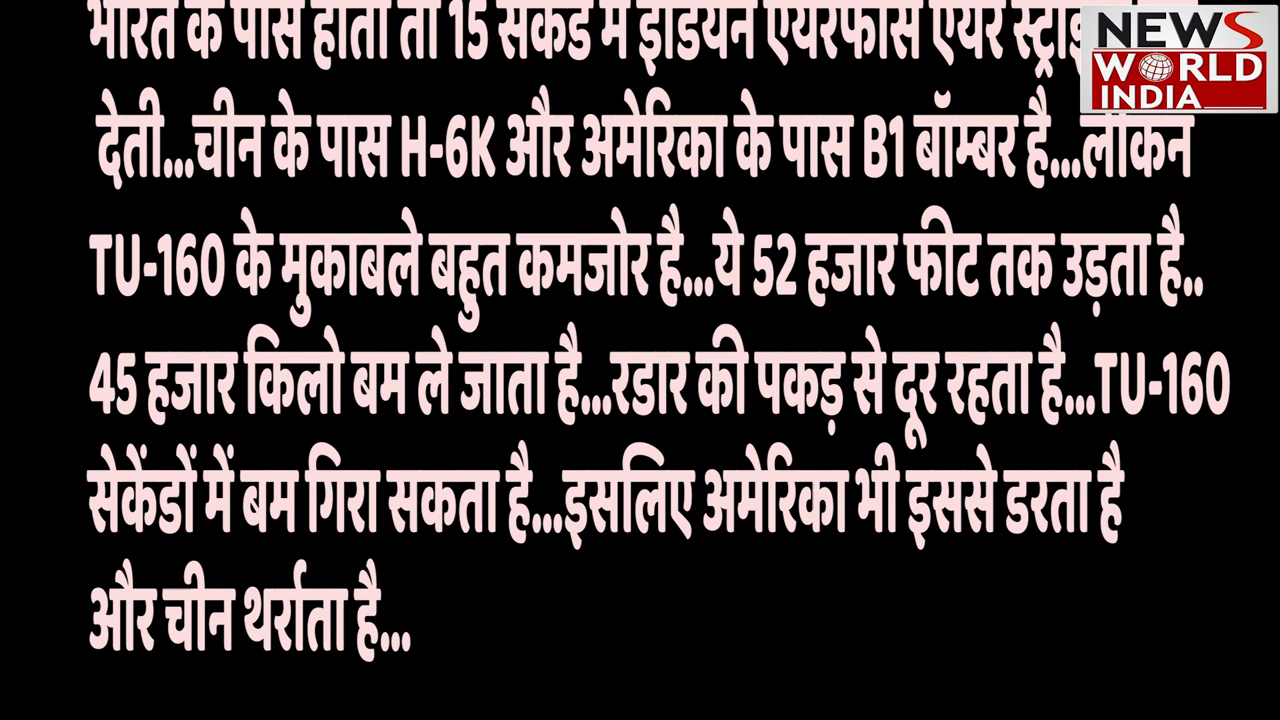 भारत के पास होता तो 15 सेकेंड में इंडियन एयरफोर्स एयर
NEWS
WORLD
INDIA
देती...चीन के पास H-6K और अमेरिका के पास B1 बॉम्बर है...लेकिन
TU-160 के मुकाबले बहुत कमजोर है...ये 52 हजार फीट तक उड़ता है..
45 हजार किलो बम ले जाता है...रडार की पकड़ से दूर रहता है...TU-160
सेकेंडों में बम गिरा सकता है...इसलिए अमेरिका भी इससे डरता है
और चीन थर्राता है...